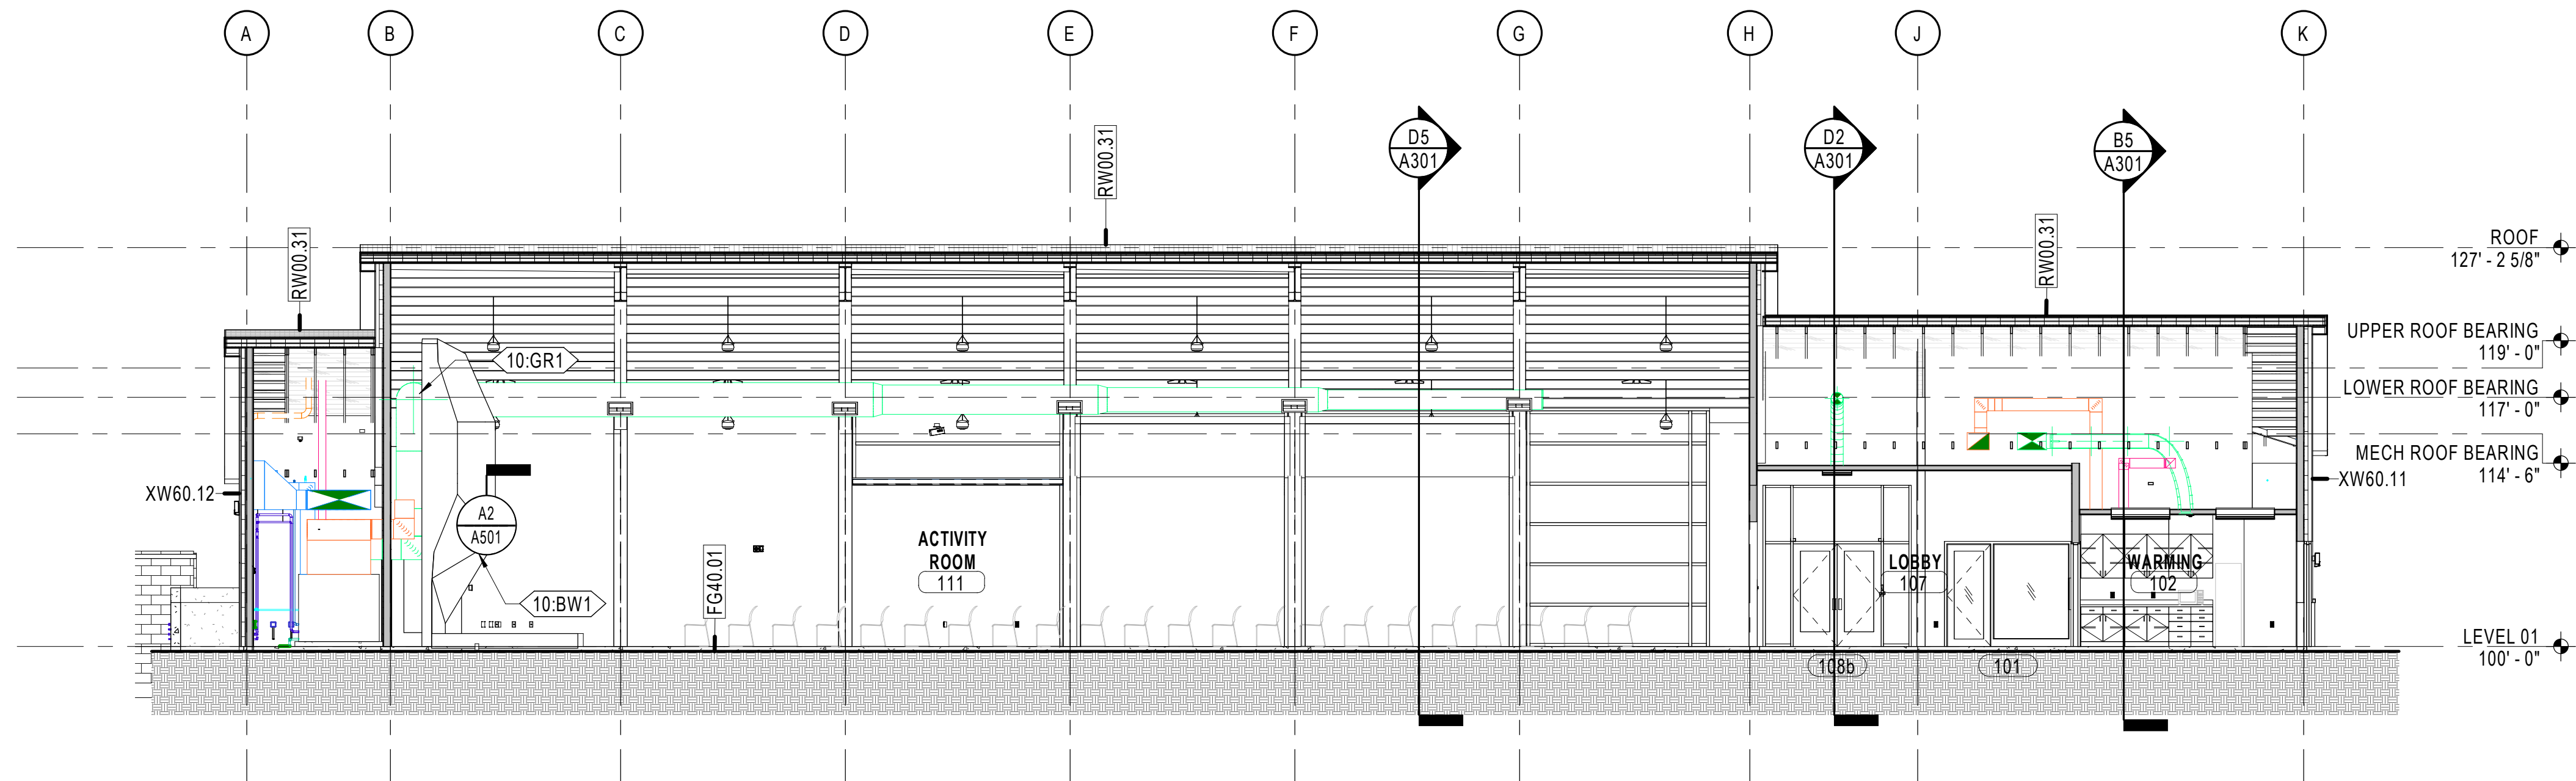 A
B
C
D
E
F
G
H
J
K
RW00.31
D5
A301
D2
A301
B5
A301
RW00.31
RW00.31
ROOF
127' - 2 5/8"
UPPER ROOF BEARING
119' - 0"
LOWER ROOF BEARING
117' - 0"
MECH ROOF BEARING
114' - 6"
10:GR1
XW60.12
XW60.11
A2
A501
ACTIVITY
ROOM
111
FG40.01
10:BW1
LOBBY
107
WARMING
102
108b
101
LEVEL 01
100' - 0"